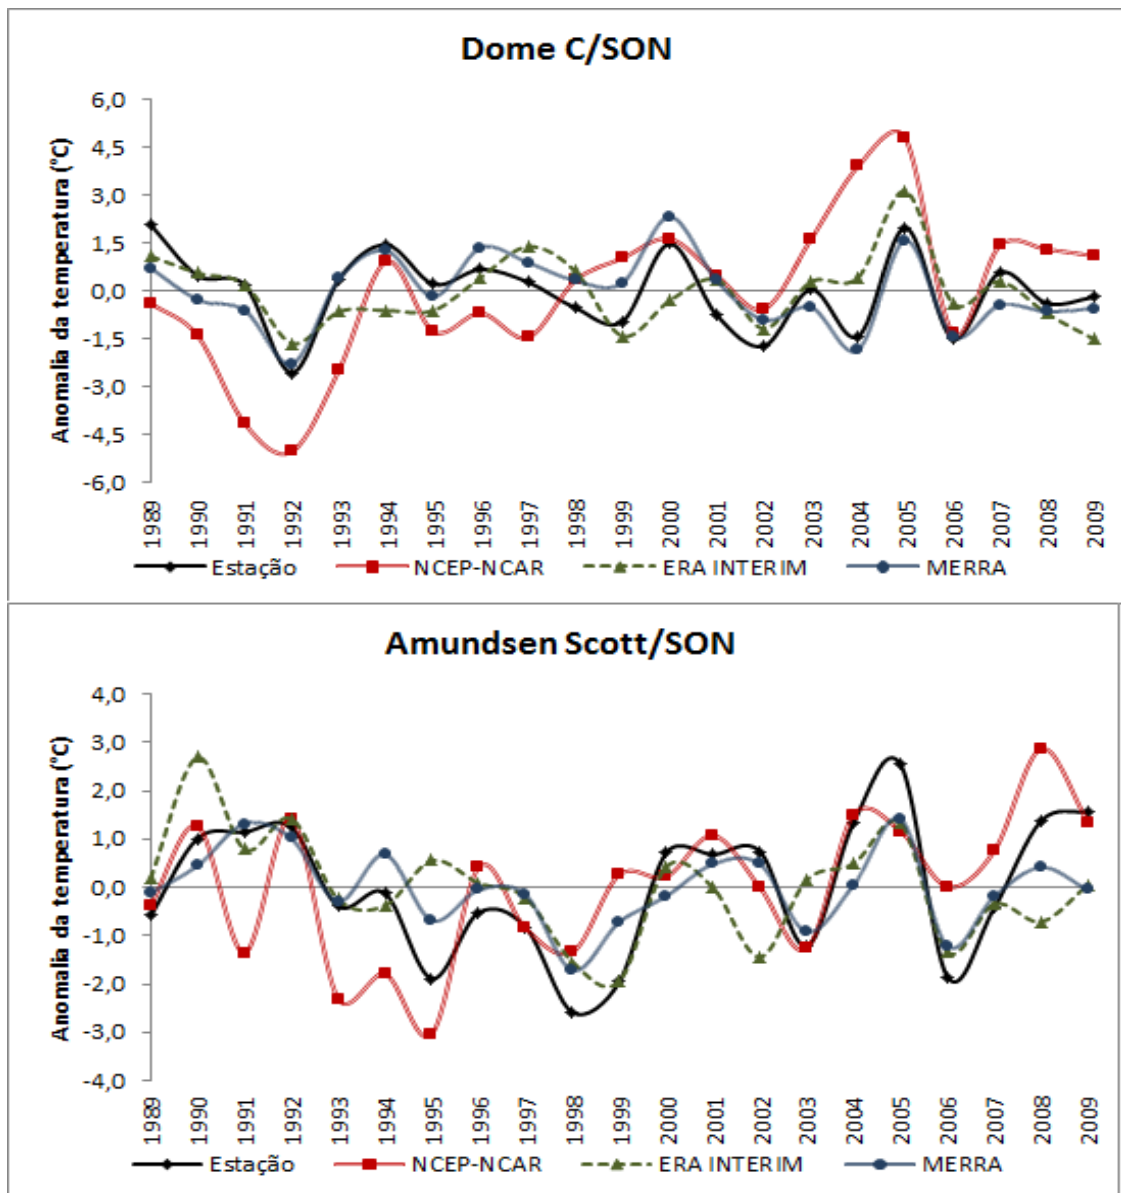 Dome C/SON
Anomalia da temperatura (°C)
6,0
4,5
3,0
1,5
0,0
-1,5
-3,0
-4,5
-6,0
1989 1990 1991 1992 1993 1994 1995 1996 1997 1998 1999 2000 2001 2002 2003 2004 2005 2006 2007 2008 2009
Estação NCEP-NCAR ERA INTERIM MERRA
Amundsen Scott/SON
Anomalia da temperatura (°C)
4,0
3,0
2,0
1,0
0,0
-1,0
-2,0
-3,0
-4,0
1989 1990 1991 1992 1993 1994 1995 1996 1997 1998 1999 2000 2001 2002 2003 2004 2005 2006 2007 2008 2009
Estação NCEP-NCAR ERA INTERIM MERRA